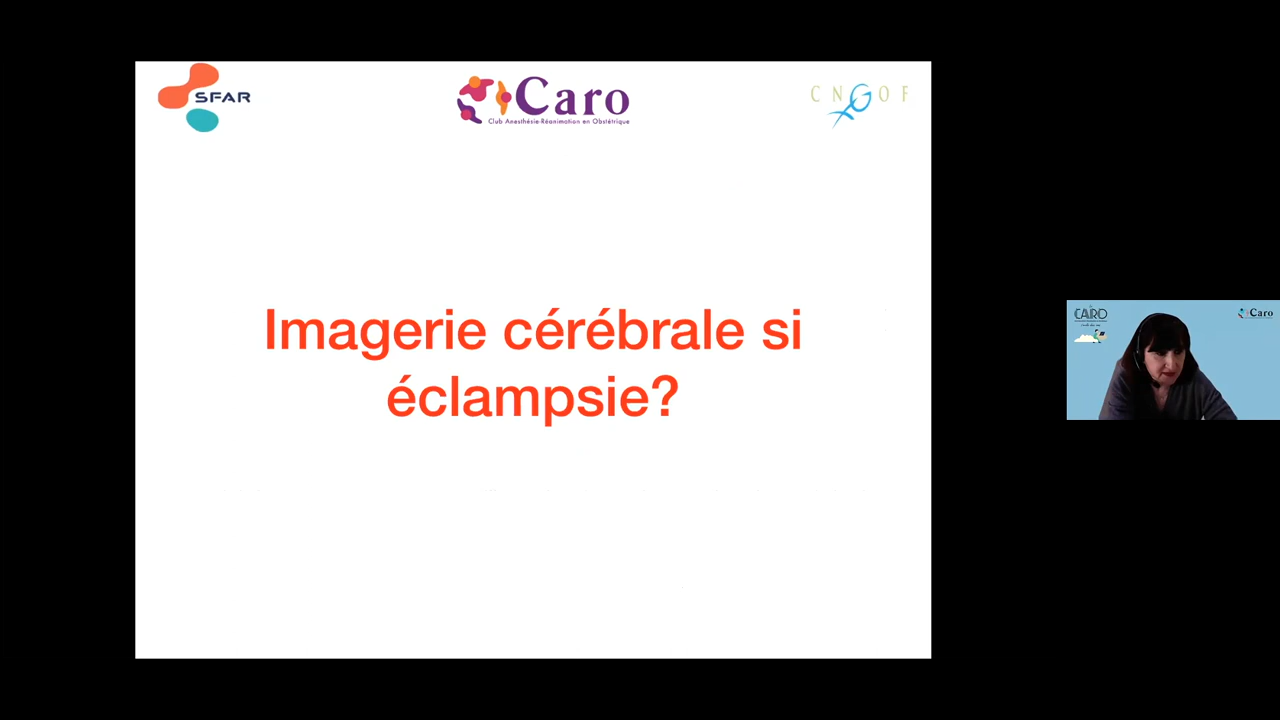 SFAR
Caro
Club Anesthésie-Réanimation en Obstétrique
CNGOF
Imagerie cérébrale si
éclampsie?
CARO
Caro